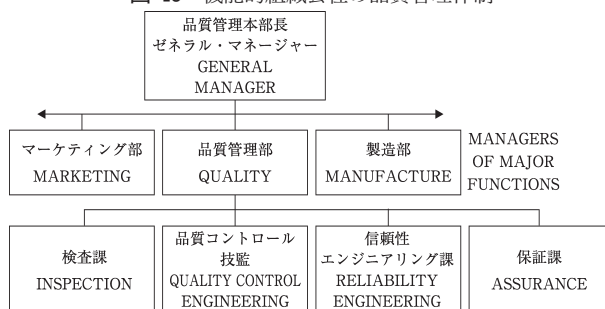 品質管理本部長
ゼネラル・マネージャー
GENERAL
MANAGER
マーケティング部
MARKETING
品質管理部
QUALITY
製造部
MANUFACTURE
MANAGERS
OF MAJOR
FUNCTIONS
検査課
INSPECTION
品質コントロール
技監
QUALITY CONTROL
ENGINEERING
信頼性
エンジニアリング課
RELIABILITY
ENGINEERING
保証課
ASSURANCE